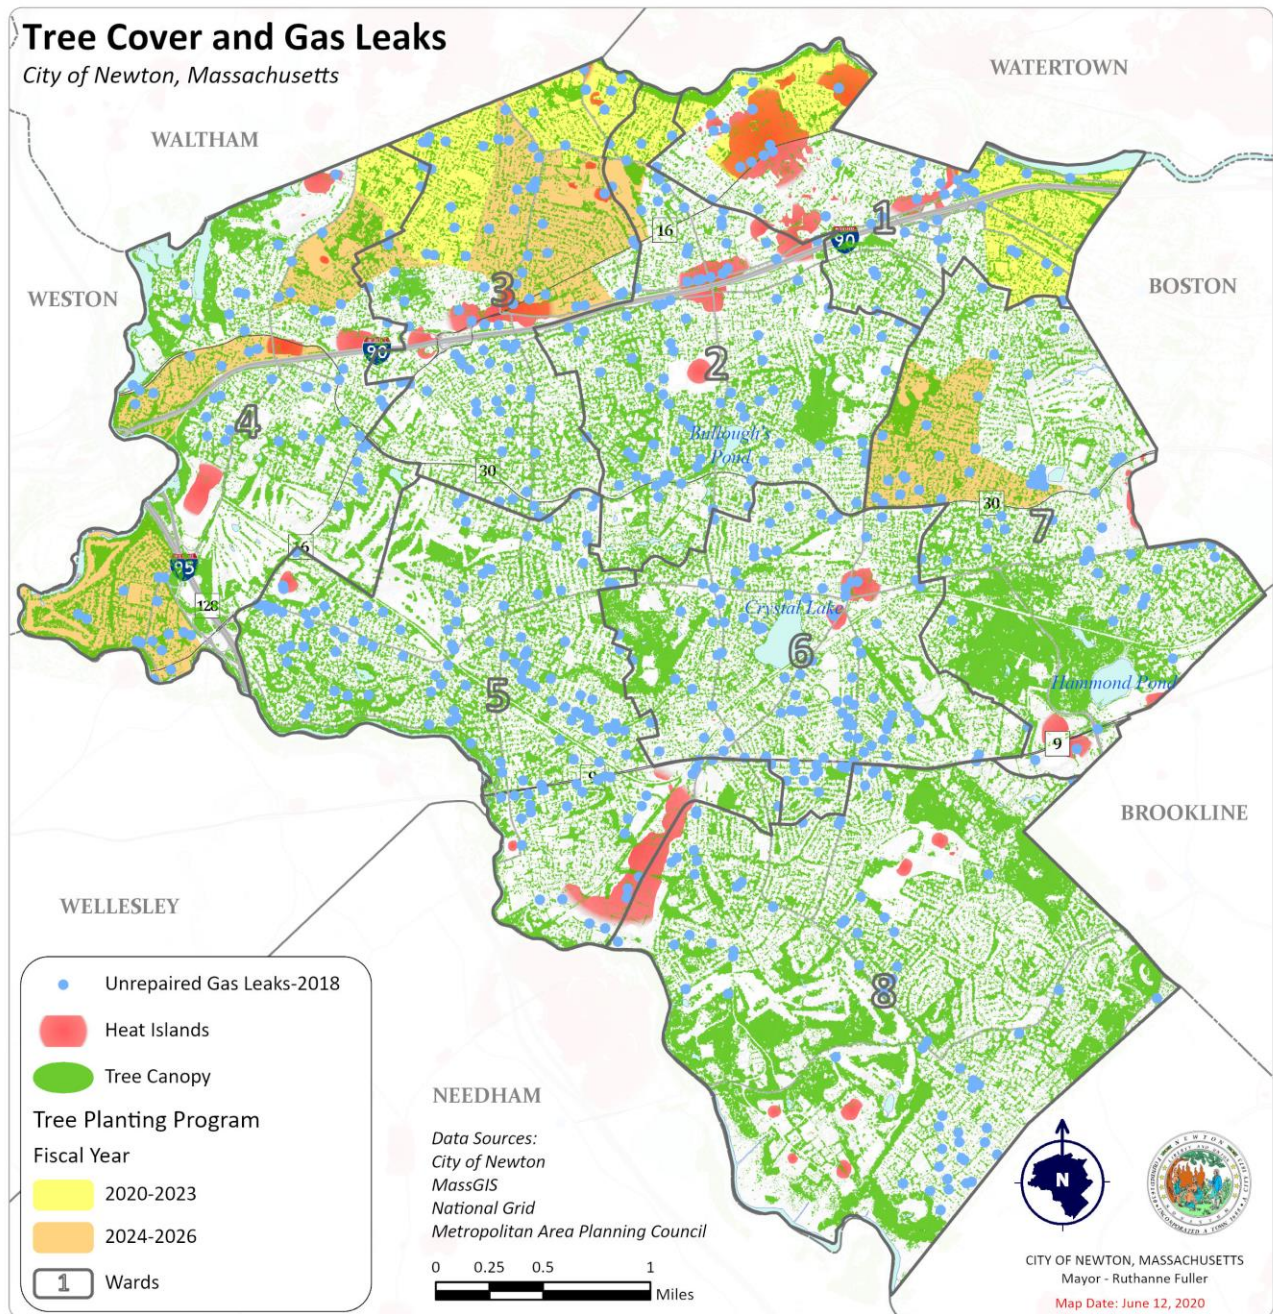 Tree Cover and Gas Leaks
City of Newton, Massachusetts
WATERTOWN
WALTHAM
16
1
90
WESTON
BOSTON
3
90
2
4
Bullough's
Pond
30
30
7
95
128
Crystal Lake
6
5
Hammond Pond
9
9
BROOKLINE
WELLESLEY
8
NEEDHAM
Unrepaired Gas Leaks-2018
Heat Islands
Tree Canopy
Tree Planting Program
Fiscal Year
2020-2023
2024-2026
1 Wards
Data Sources:
City of Newton
MassGIS
National Grid
Metropolitan Area Planning Council
0 0.25 0.5 1
Miles
N
CITY OF NEWTON, MASSACHUSETTS
Mayor - Ruthanne Fuller
Map Date: June 12, 2020